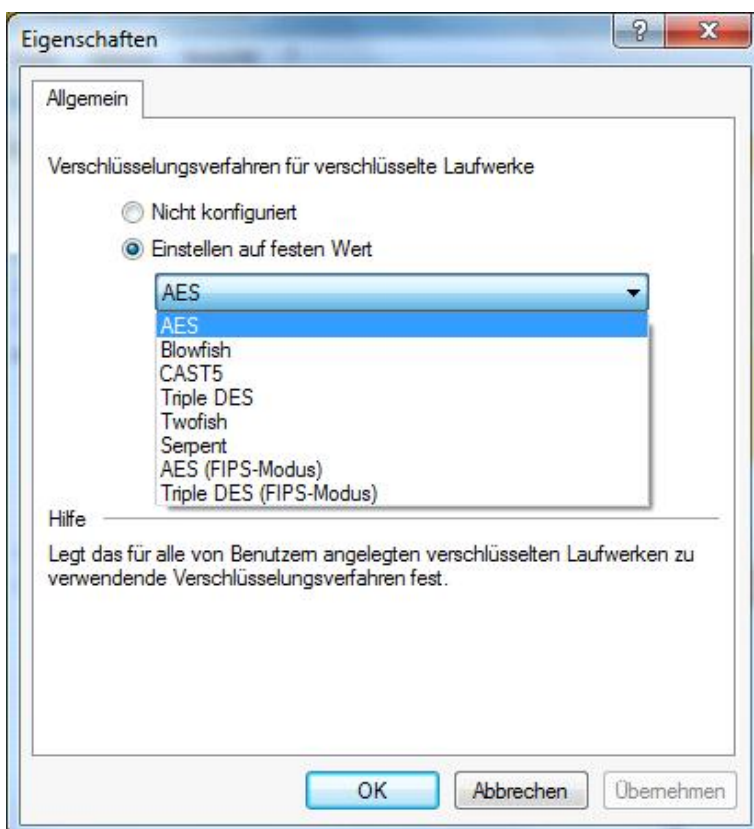 Eigenschaften
Allgemein
Verschlüsselungsverfahren für verschlüsselte Laufwerke
Nicht konfiguriert
Einstellen auf festen Wert
AES
AES
Blowfish
CAST5
Triple DES
Twofish
Serpent
AES (FIPS-Modus)
Triple DES (FIPS-Modus)
Hilfe
Legt das für alle von Benutzern angelegten verschlüsselten Laufwerken zu
verwendende Verschlüsselungsverfahren fest.
OK
Abbrechen
Übernehmen